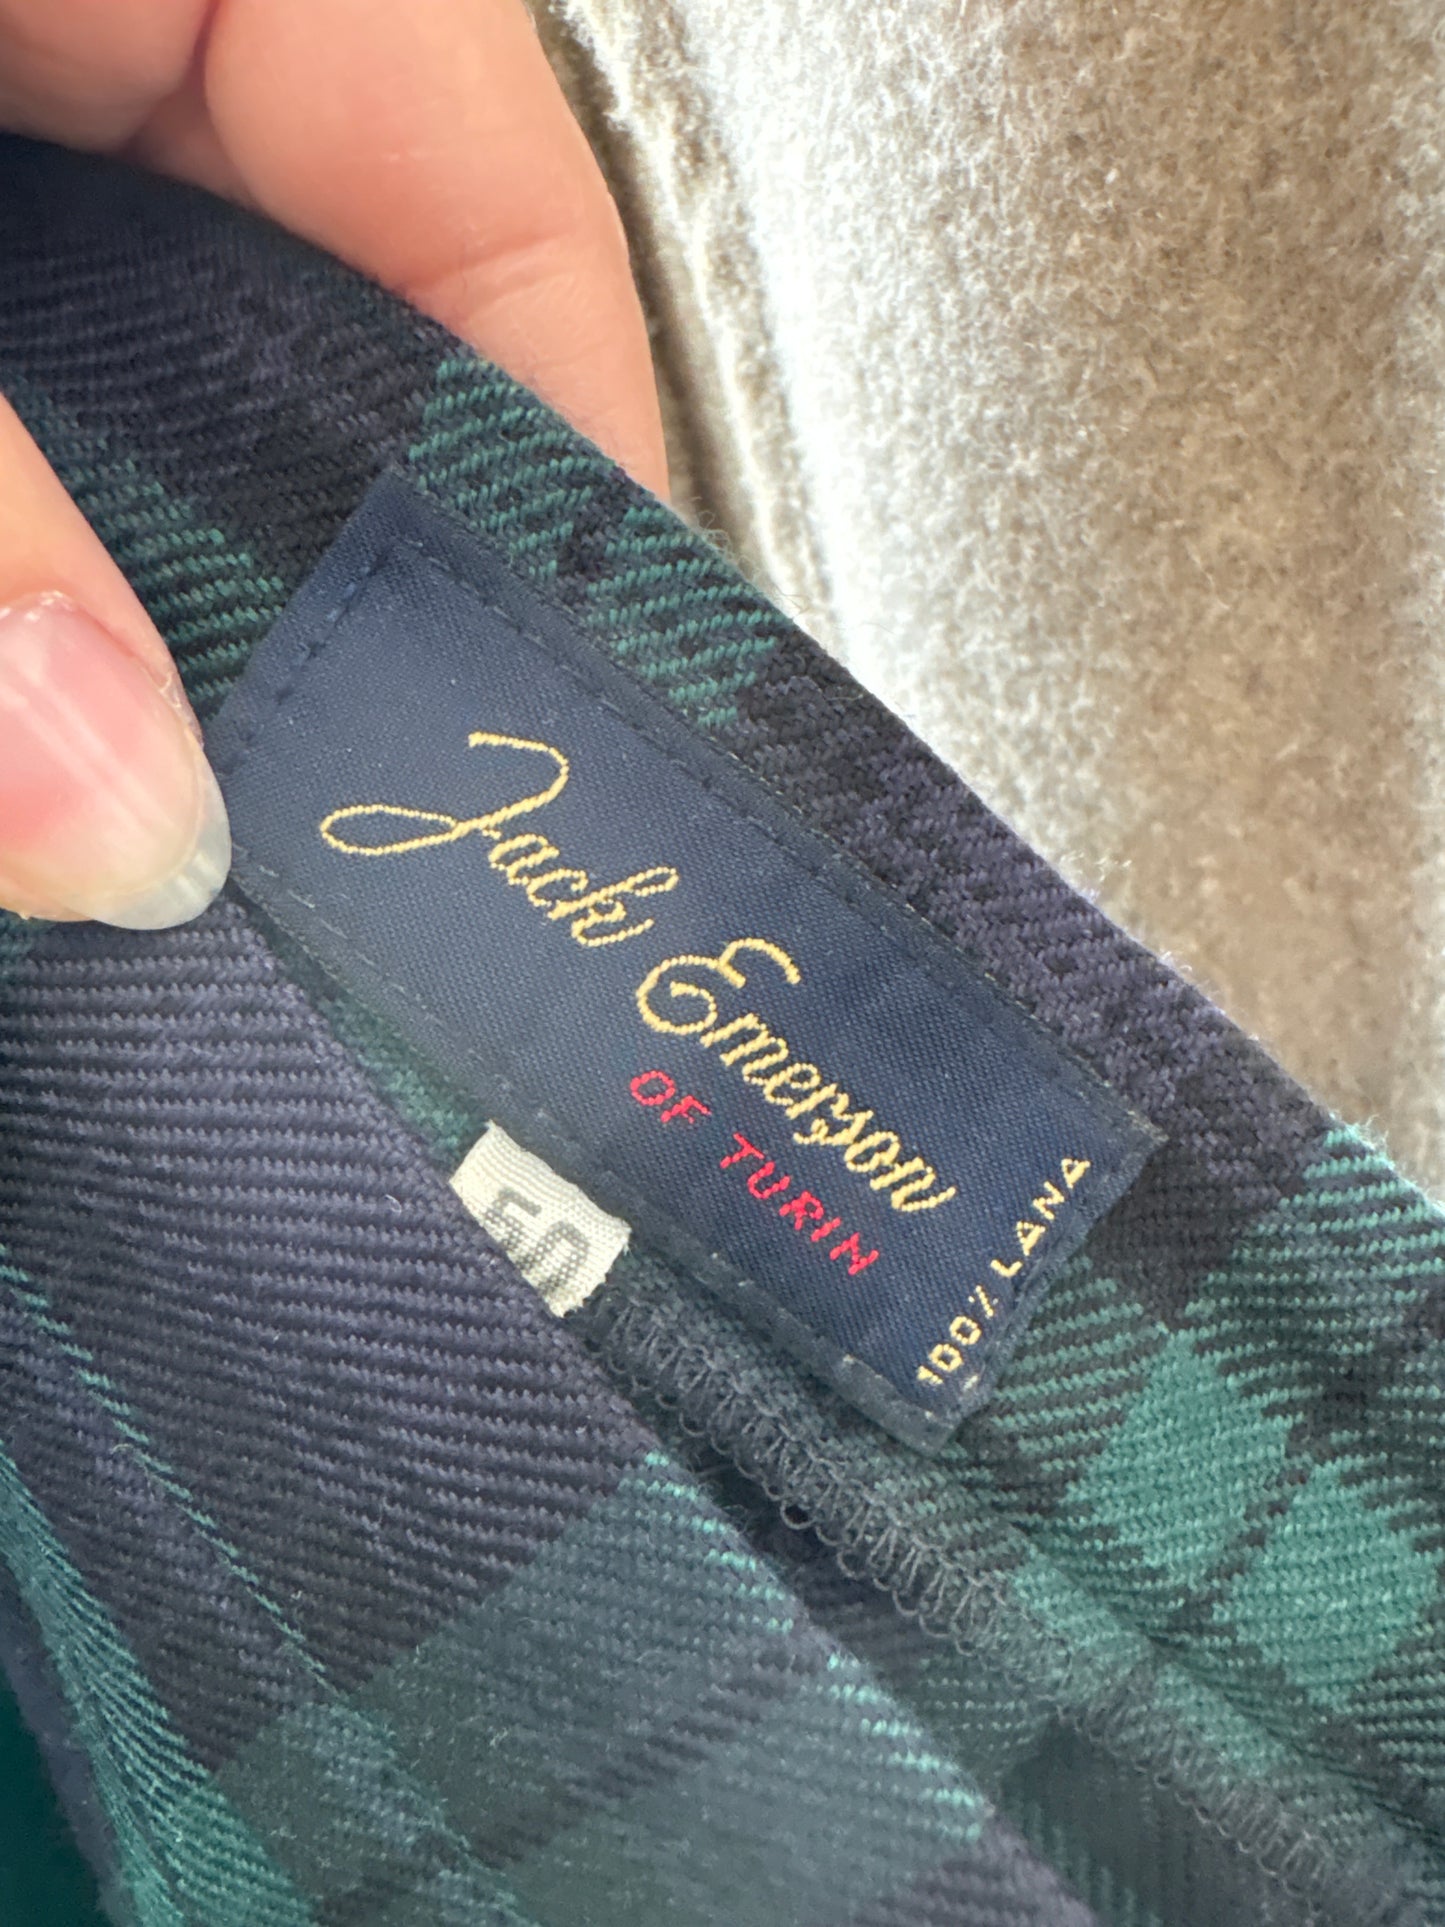 Jack Emerson
OF TURIN
100% LANA
50